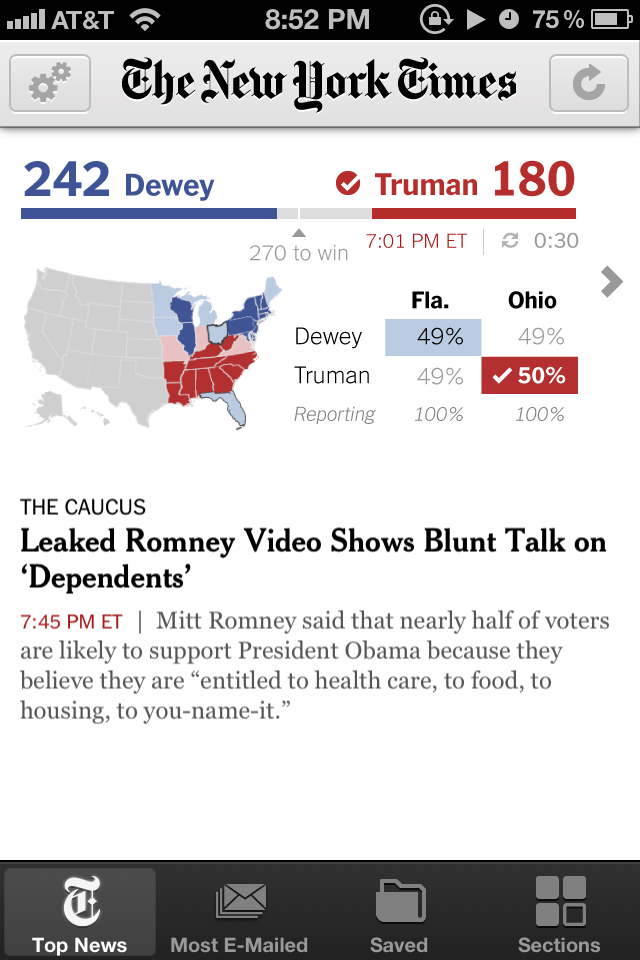 AT&T 8:52 PM 75%
The New York Times
242 Dewey Truman 180
270 to win 7:01 PM ET 0:30
Fla. Ohio
Dewey 49% 49%
Truman 49% 50%
Reporting 100% 100%
THE CAUCUS
Leaked Romney Video Shows Blunt Talk on
‘Dependents’
7:45 PM ET | Mitt Romney said that nearly half of voters
are likely to support President Obama because they
believe they are “entitled to health care, to food, to
housing, to you-name-it.”
T
Top News Most E-Mailed Saved Sections